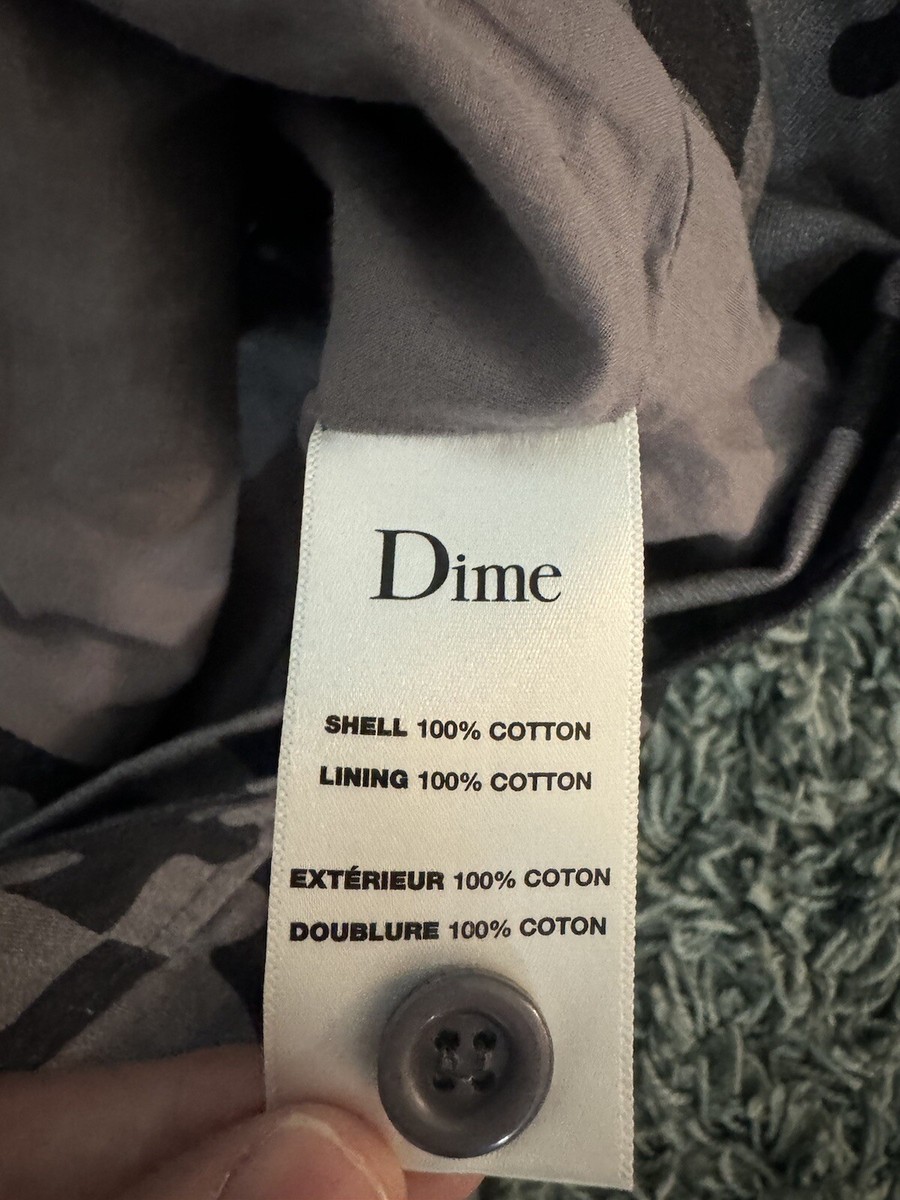 Dime
SHELL 100% COTTON
LINING 100% COTTON
EXTÉRIEUR 100% COTON
DOUBLURE 100% COTON